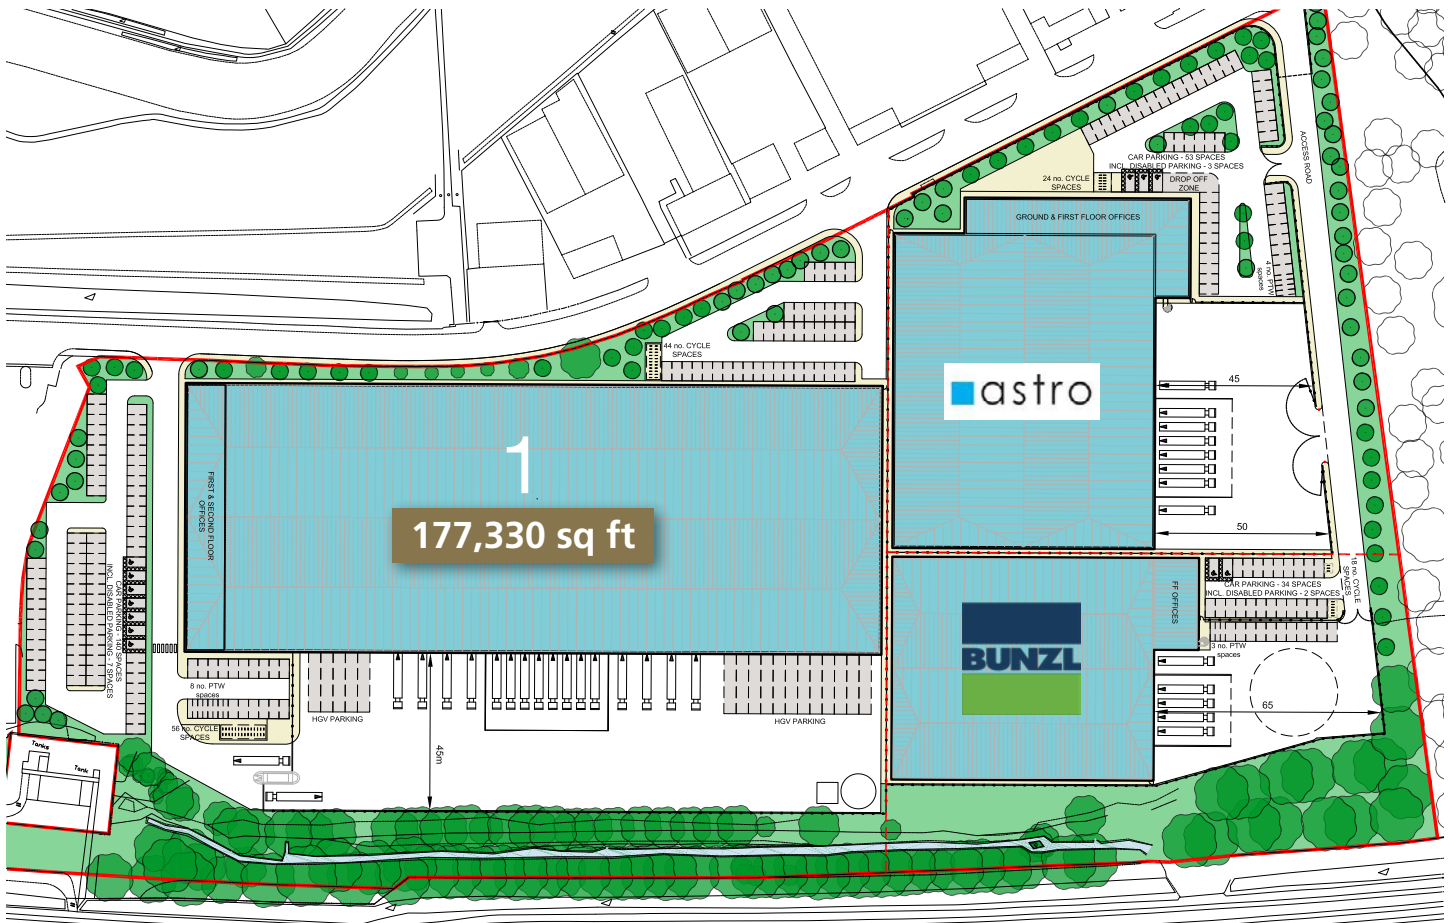 ACCESS ROAD
CAR PARKING - 53 SPACES
INCL. DISABLED PARKING - 3 SPACES
24 no. CYCLE
SPACES
DROP OFF
ZONE
GROUND & FIRST FLOOR OFFICES
4 no. PTW
spaces
44 no. CYCLE
SPACES
astro
45
50
1
177,330 sq ft
FIRST & SECOND FLOOR
OFFICES
CAR PARKING - 140 SPACES
INCL. DISABLED PARKING - 7 SPACES
18 no. CYCLE
SPACES
CAR PARKING - 34 SPACES
INCL. DISABLED PARKING - 2 SPACES
FF OFFICES
BUNZL
3 no. PTW
spaces
65
8 no. PTW
spaces
HGV PARKING
HGV PARKING
56 no. CYCLE
SPACES
45m
Tanks
Tank